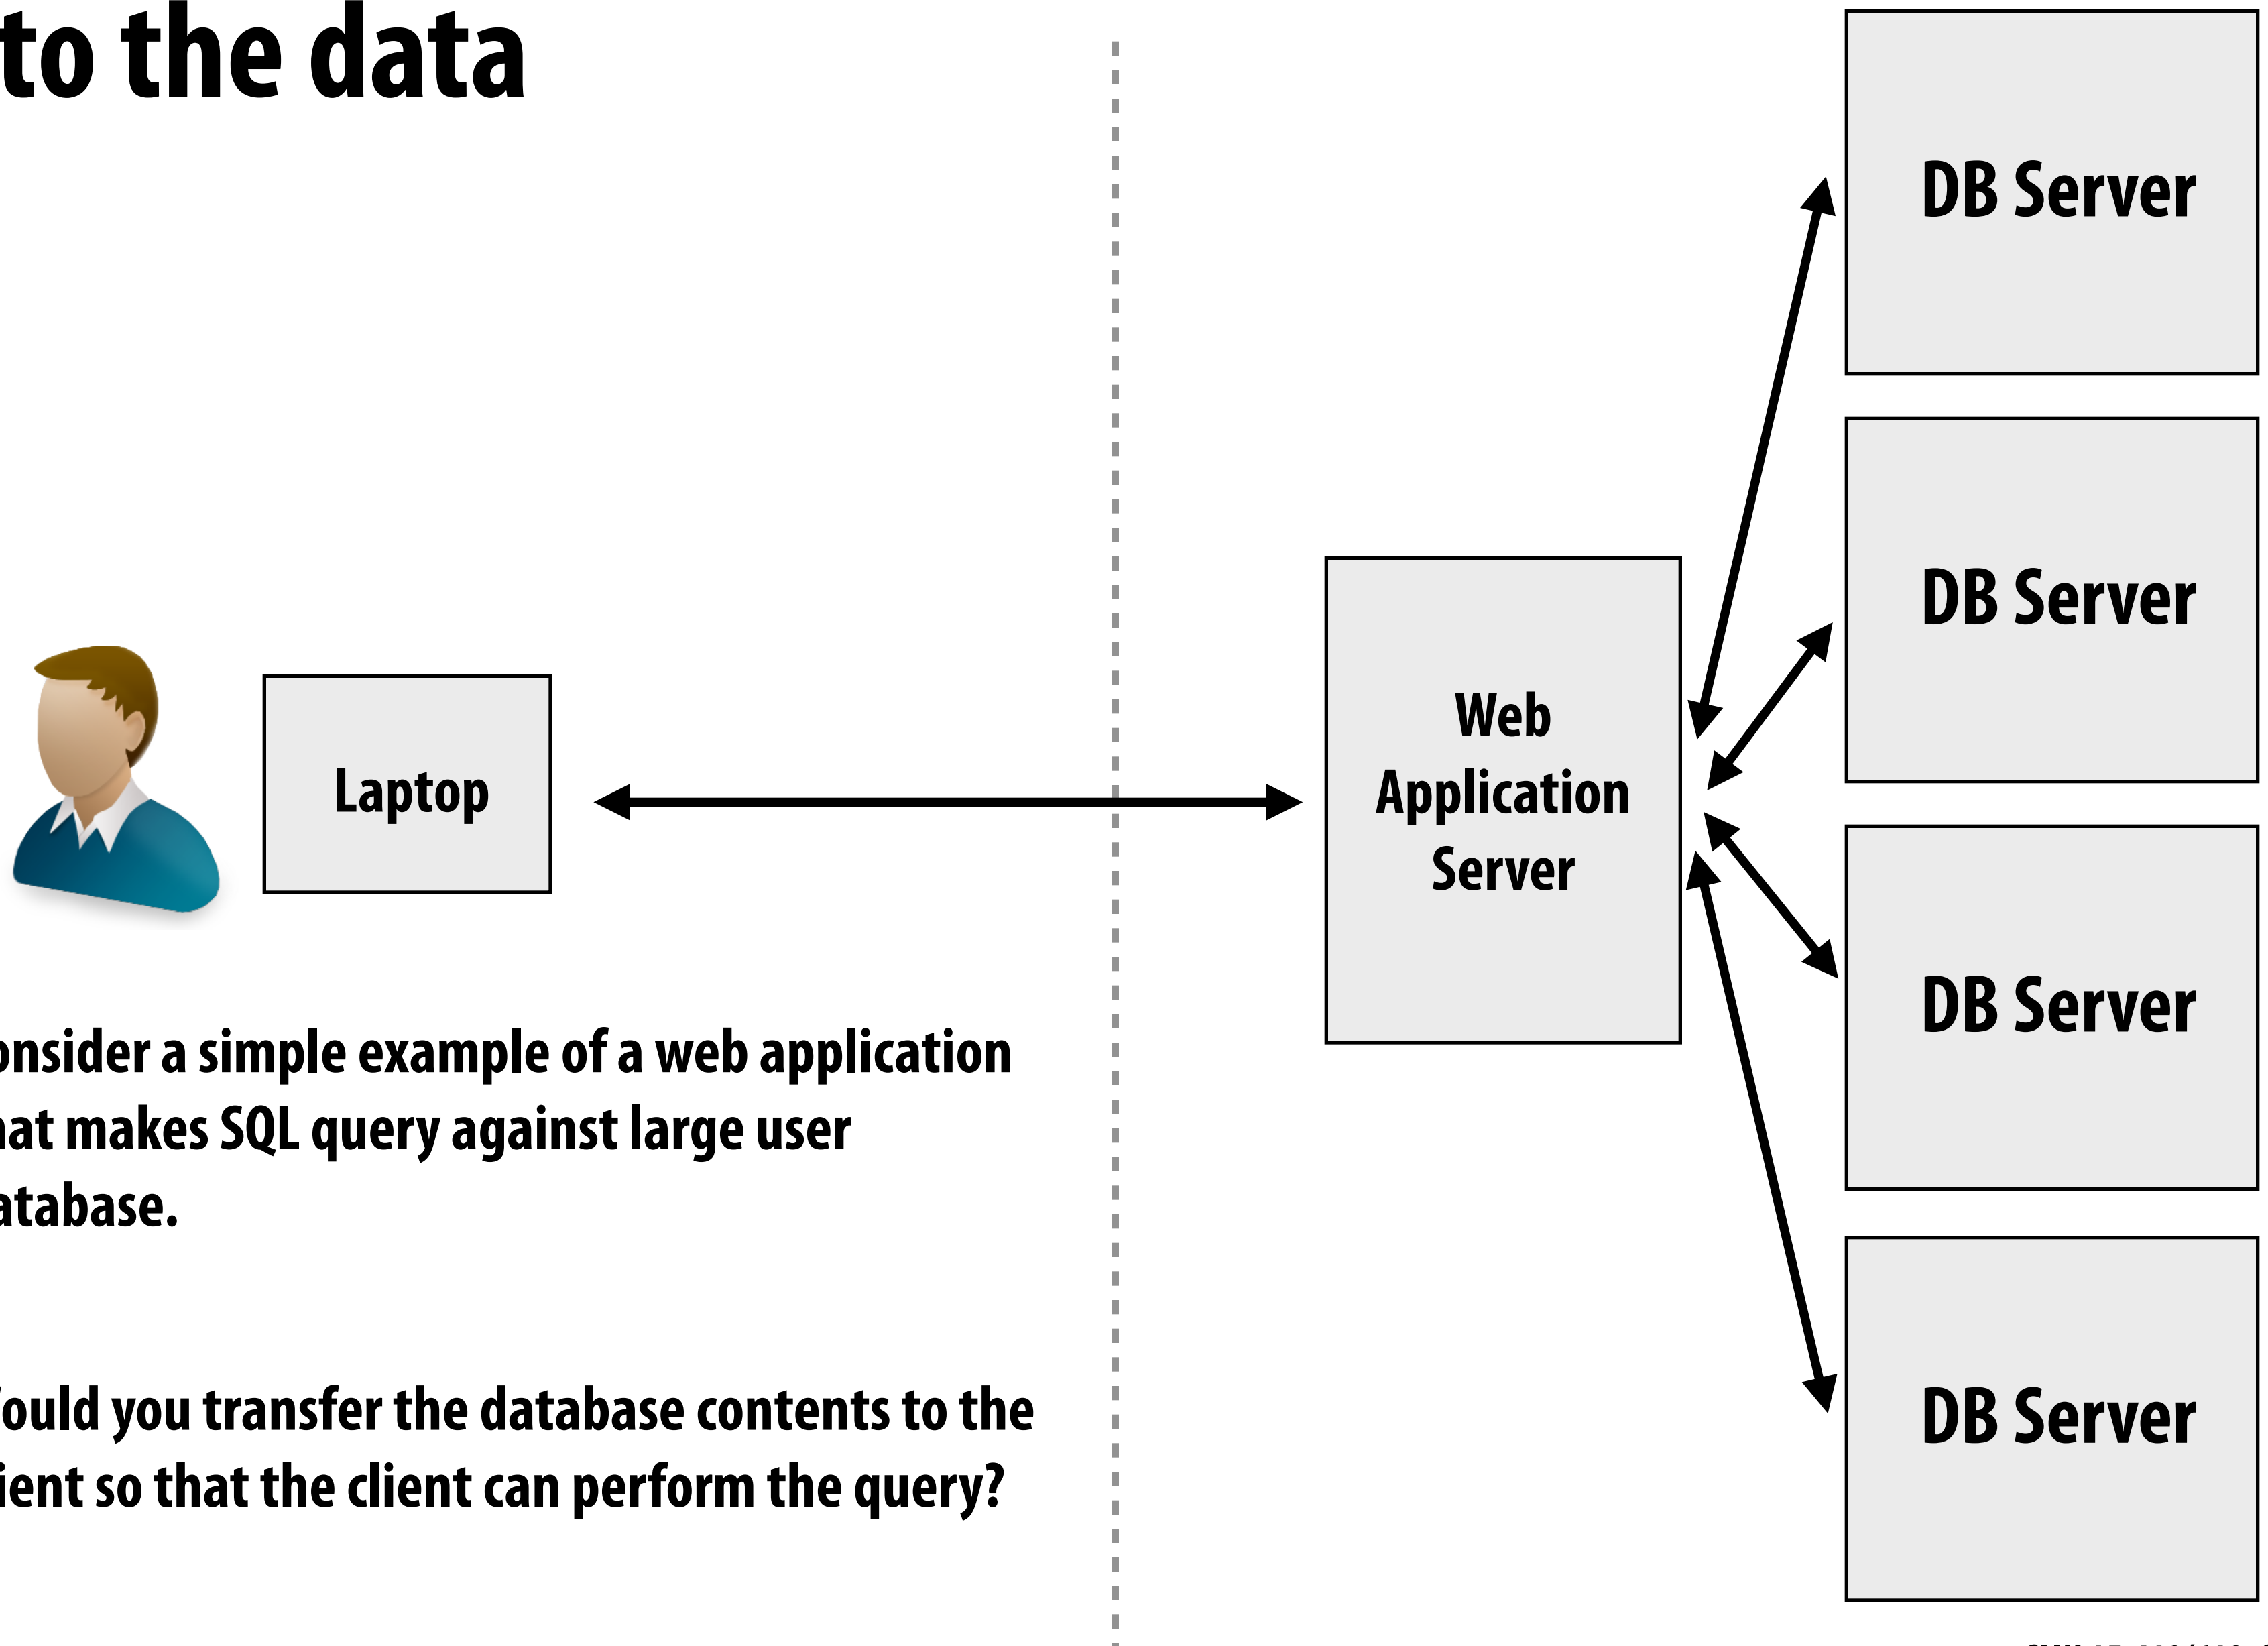 to the data
DB Server
DB Server
Web
Application
Server
Laptop
DB Server
onsider a simple example of a web application
hat makes SQL query against large user
atabase.
DB Server
ould you transfer the database contents to the
ient so that the client can perform the query?